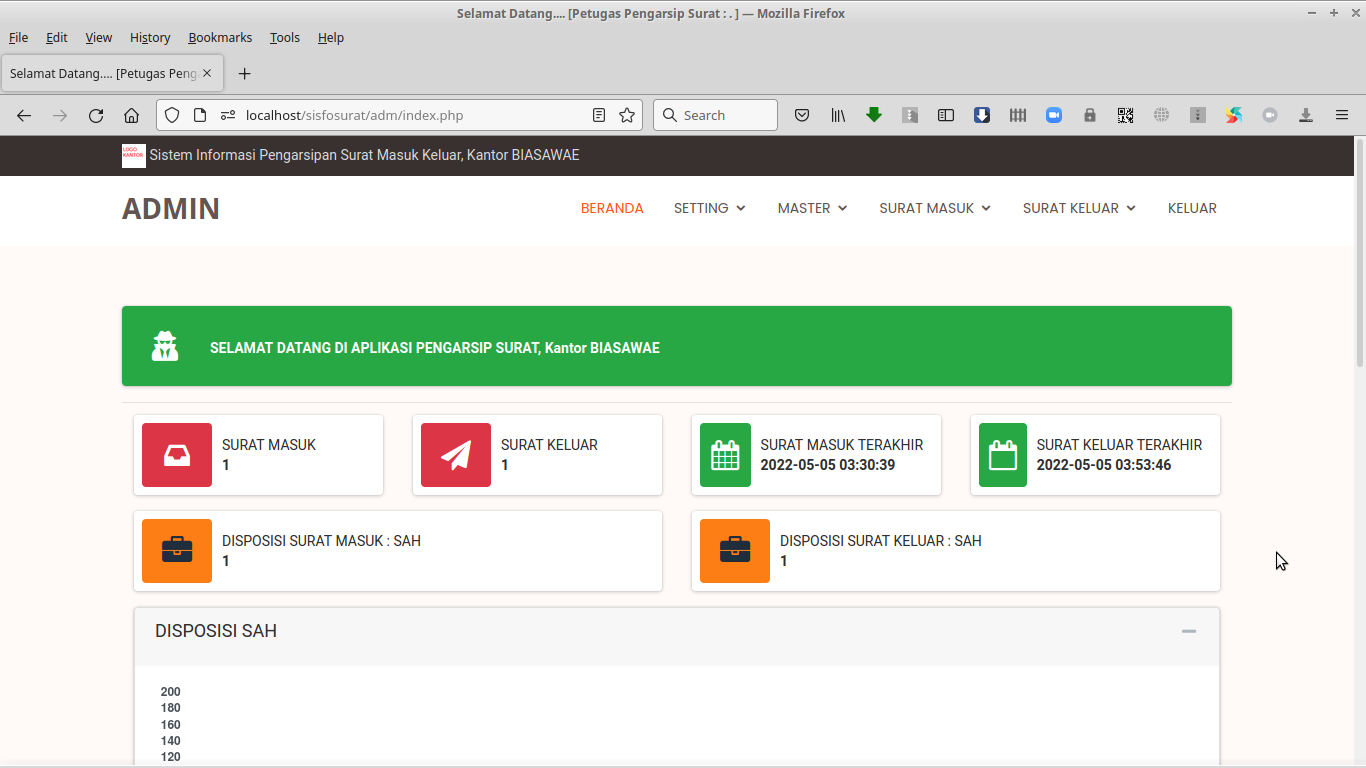 Selamat Datang.... [Petugas Pengarsip Surat : . ] — Mozilla Firefox
File Edit View History Bookmarks Tools Help
Selamat Datang.... [Petugas Peng
localhost/sisfosurat/adm/index.php
Search
LOGO
KANTOR
Sistem Informasi Pengarsipan Surat Masuk Keluar, Kantor BIASAWAE
ADMIN
BERANDA SETTING MASTER SURAT MASUK SURAT KELUAR KELUAR
SELAMAT DATANG DI APLIKASI PENGARSIP SURAT, Kantor BIASAWAE
SURAT MASUK
1
SURAT KELUAR
1
SURAT MASUK TERAKHIR
2022-05-05 03:30:39
SURAT KELUAR TERAKHIR
2022-05-05 03:53:46
DISPOSISI SURAT MASUK : SAH
1
DISPOSISI SURAT KELUAR : SAH
1
DISPOSISI SAH
200
180
160
140
120